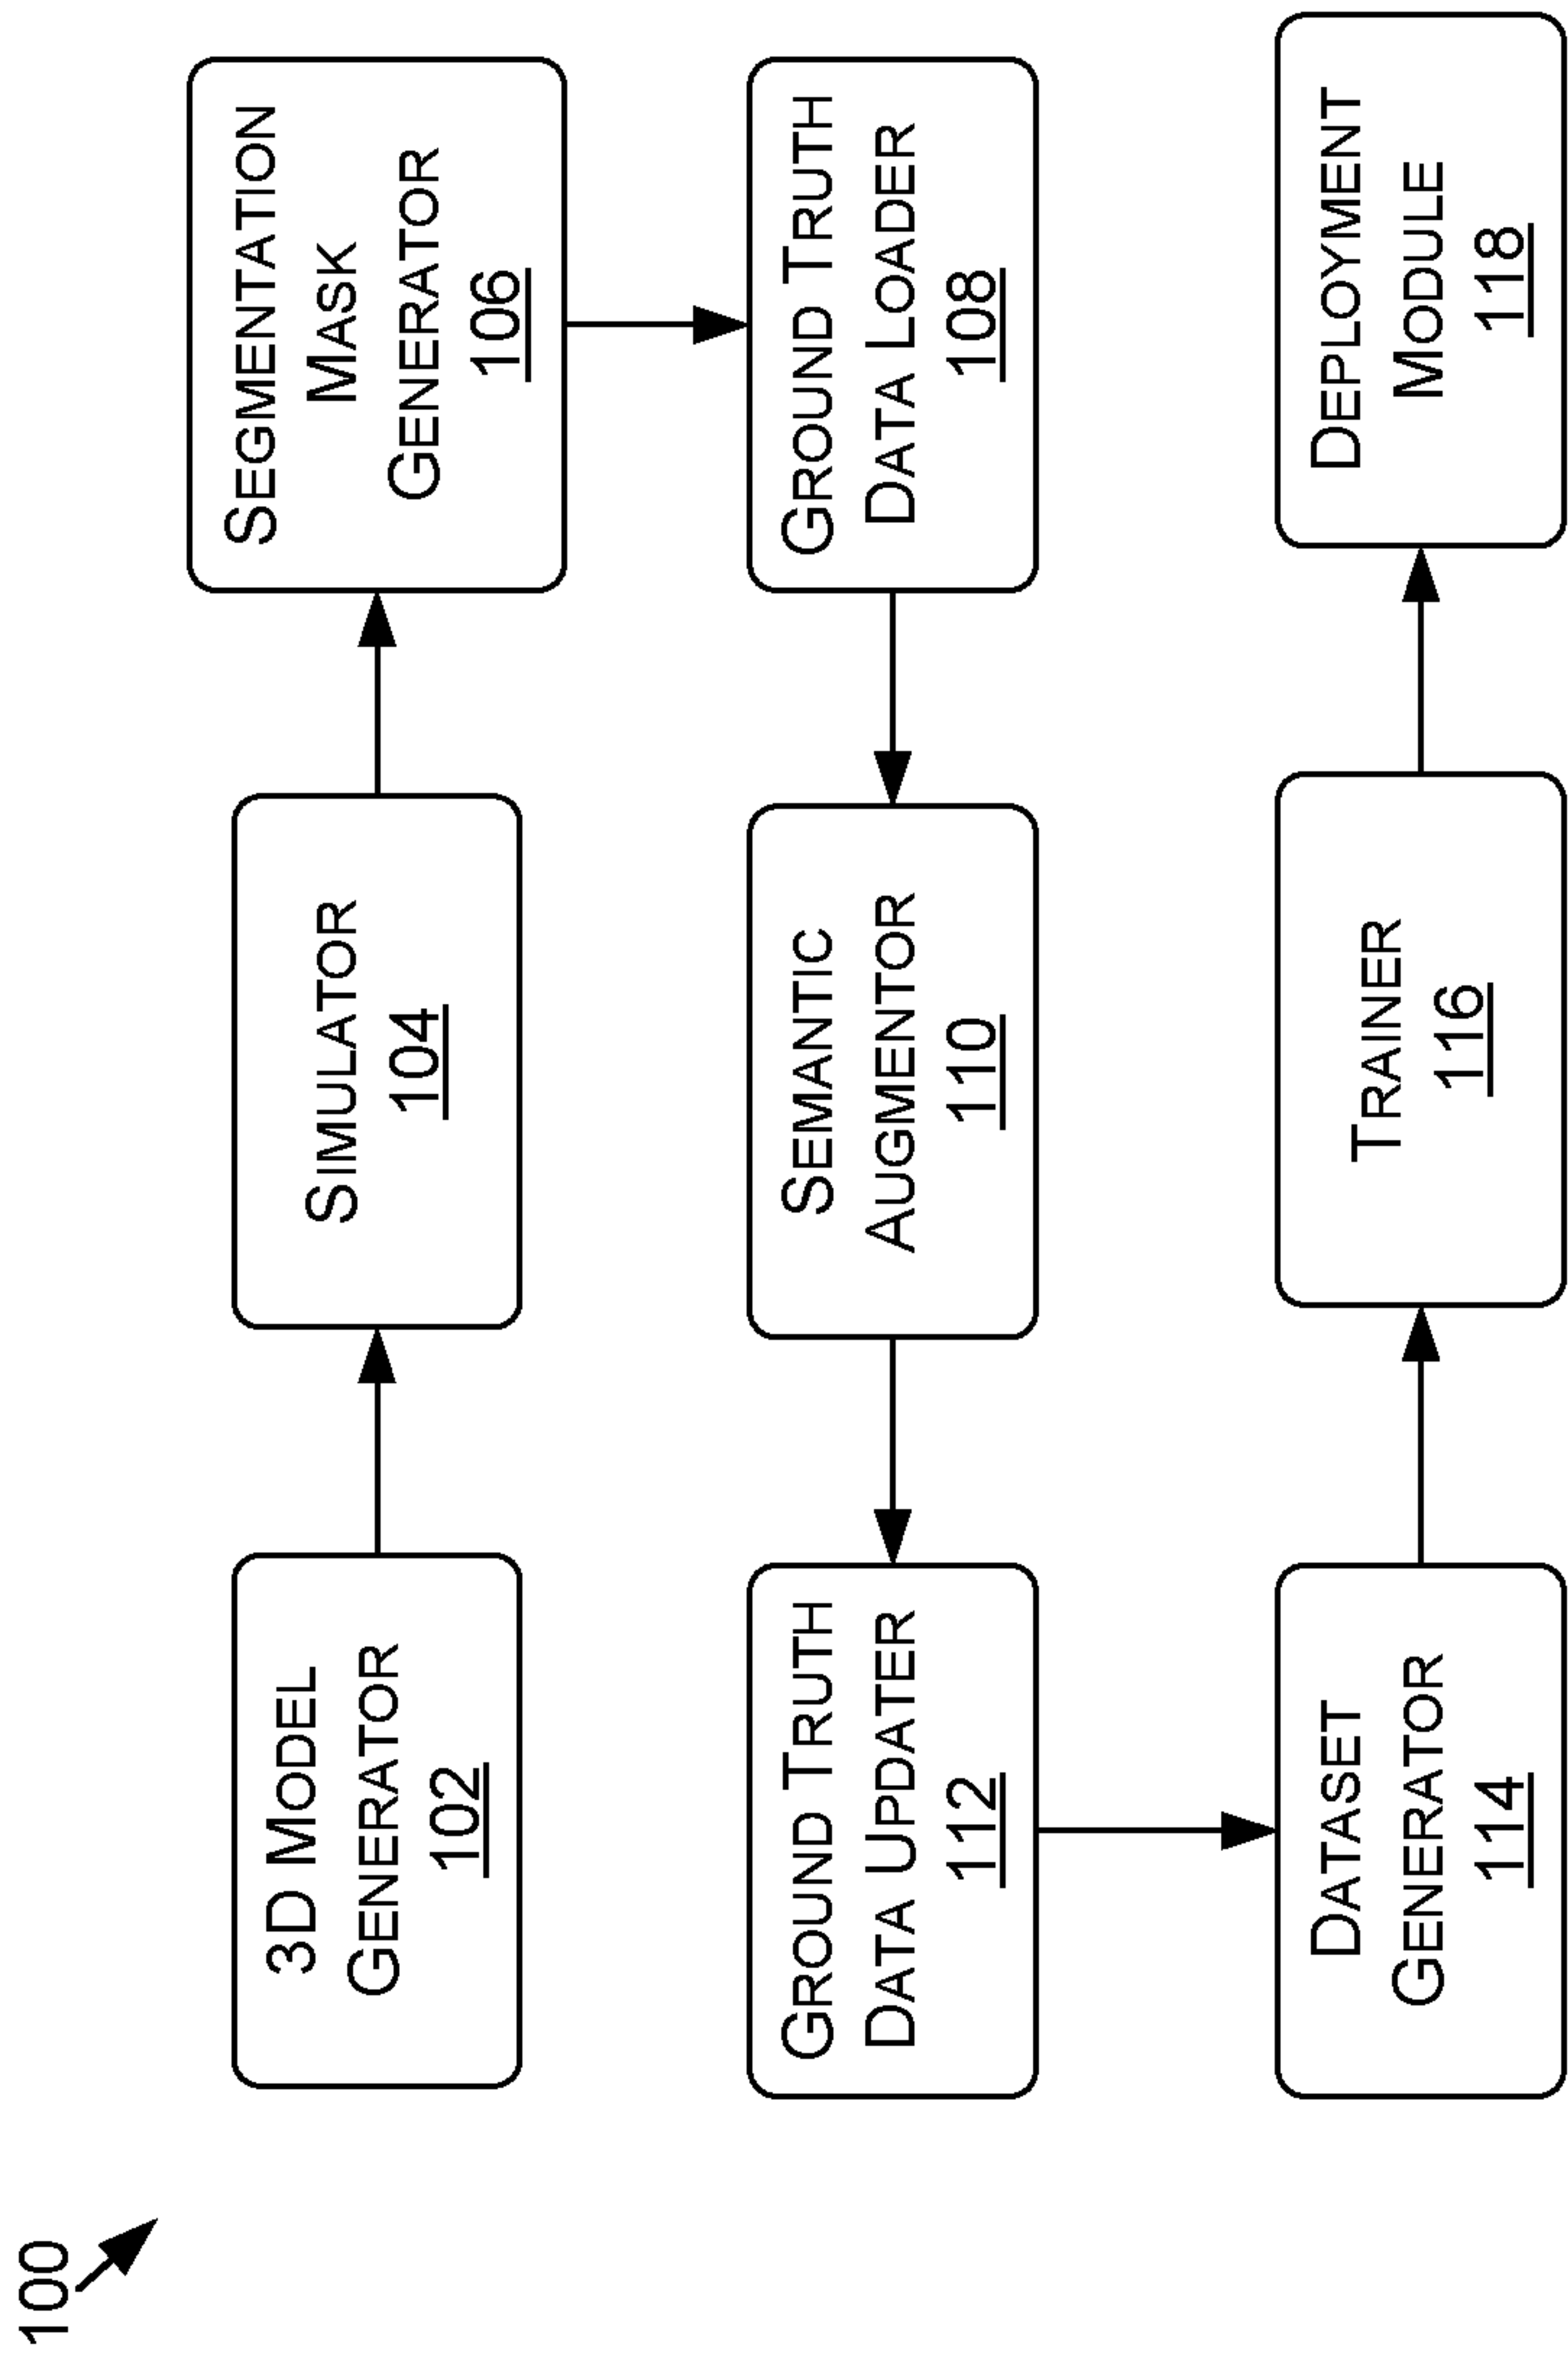 100
3D MODEL
GENERATOR
102
SIMULATOR
104
SEGMENTATION
MASK
GENERATOR
106
GROUND TRUTH
DATA UPDATER
112
SEMANTIC
AUGMENTOR
110
GROUND TRUTH
DATA LOADER
108
DATASET
GENERATOR
114
TRAINER
116
DEPLOYMENT
MODULE
118